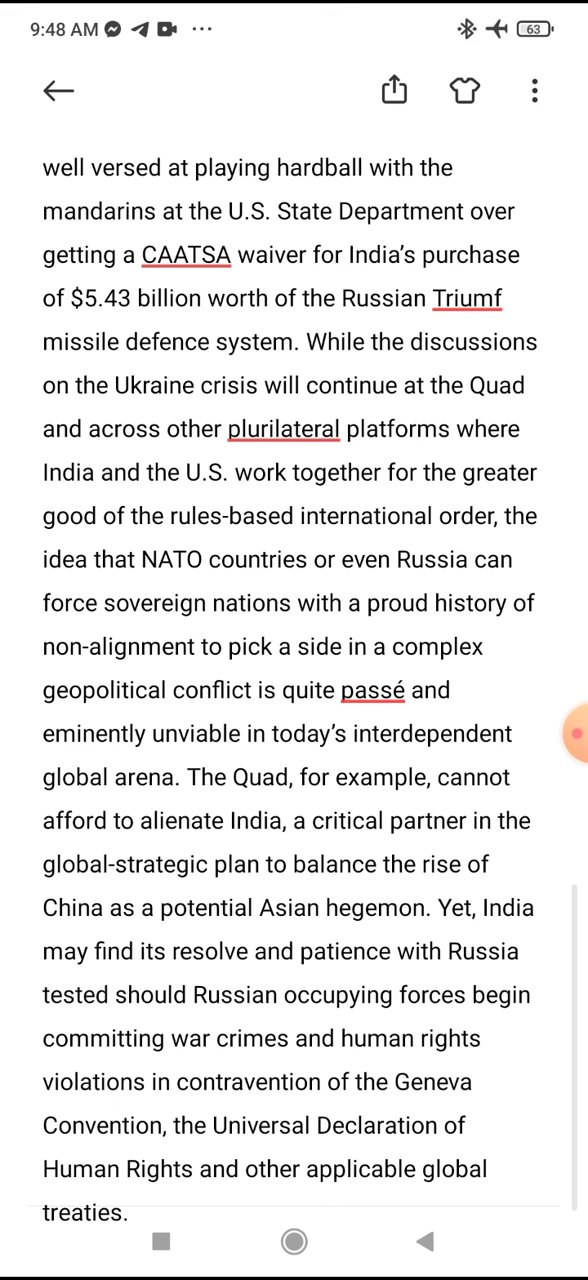 9:48 AM ...
63
well versed at playing hardball with the
mandarins at the U.S. State Department over
getting a CAATSA waiver for India’s purchase
of $5.43 billion worth of the Russian Triumf
missile defence system. While the discussions
on the Ukraine crisis will continue at the Quad
and across other plurilateral platforms where
India and the U.S. work together for the greater
good of the rules-based international order, the
idea that NATO countries or even Russia can
force sovereign nations with a proud history of
non-alignment to pick a side in a complex
geopolitical conflict is quite passé and
eminently unviable in today’s interdependent
global arena. The Quad, for example, cannot
afford to alienate India, a critical partner in the
global-strategic plan to balance the rise of
China as a potential Asian hegemon. Yet, India
may find its resolve and patience with Russia
tested should Russian occupying forces begin
committing war crimes and human rights
violations in contravention of the Geneva
Convention, the Universal Declaration of
Human Rights and other applicable global
treaties.